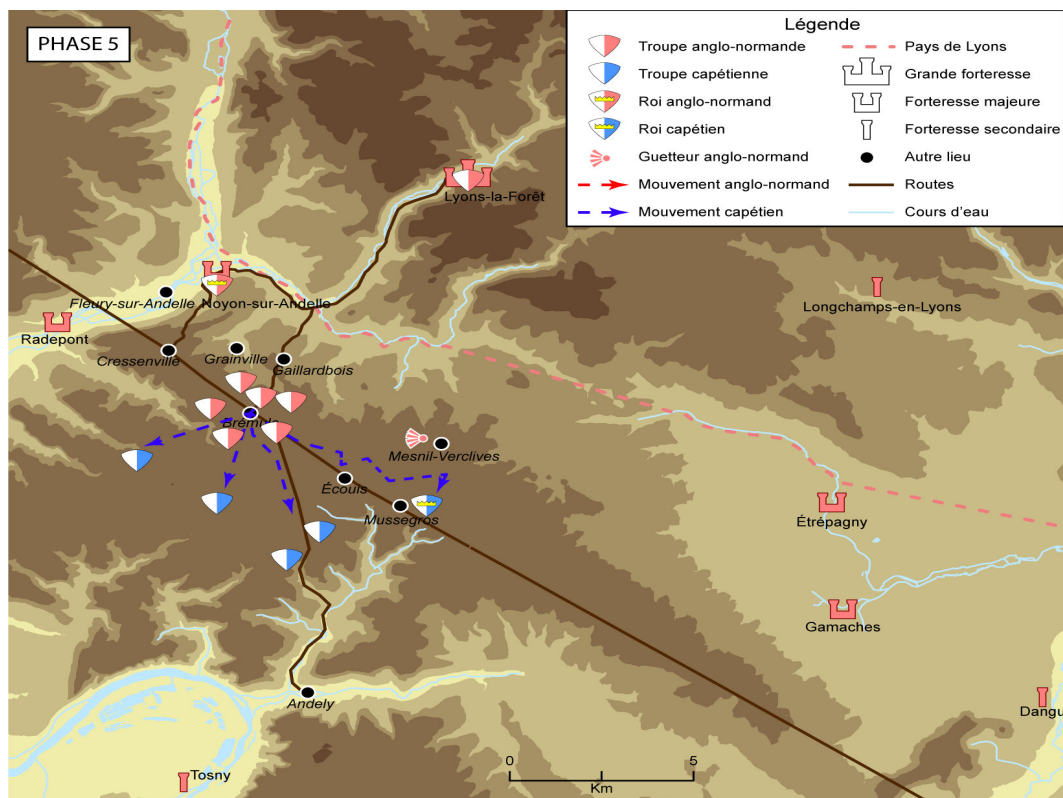 PHASE 5
Légende
Troupe anglo-normande
Pays de Lyons
Troupe capétienne
Grande forteresse
Roi anglo-normand
Forteresse majeure
Roi capétien
Forteresse secondaire
Guetteur anglo-normand
Autre lieu
Mouvement anglo-normand
Routes
Mouvement capétien
Cours d'eau
Lyons-la-Forêt
Fleury-sur-Andelle
Noyon-sur-Andelle
Longchamps-en-Lyons
Radepont
Cressenville
Grainville
Gaillardbois
Brémule
Mesnil-Verclives
Écouis
Mussegros
Étrépagny
Gamaches
Andely
Dangu
Tosny
0 5
Km